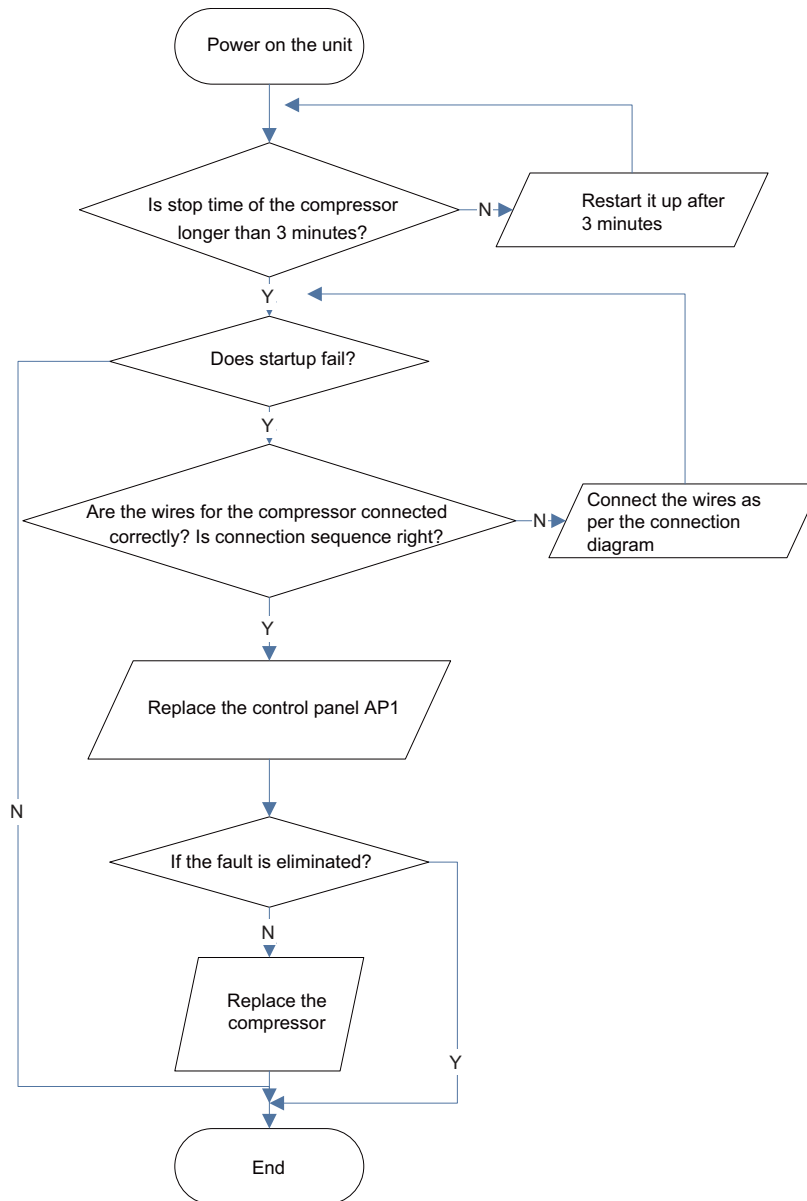 Power on the unit
Is stop time of the compressor
longer than 3 minutes?
N
Restart it up after
3 minutes
Y
Does startup fail?
Y
Are the wires for the compressor connected
correctly? Is connection sequence right?
N
Connect the wires as
per the connection
diagram
Y
Replace the control panel AP1
N
If the fault is eliminated?
N
Replace the
compressor
Y
End